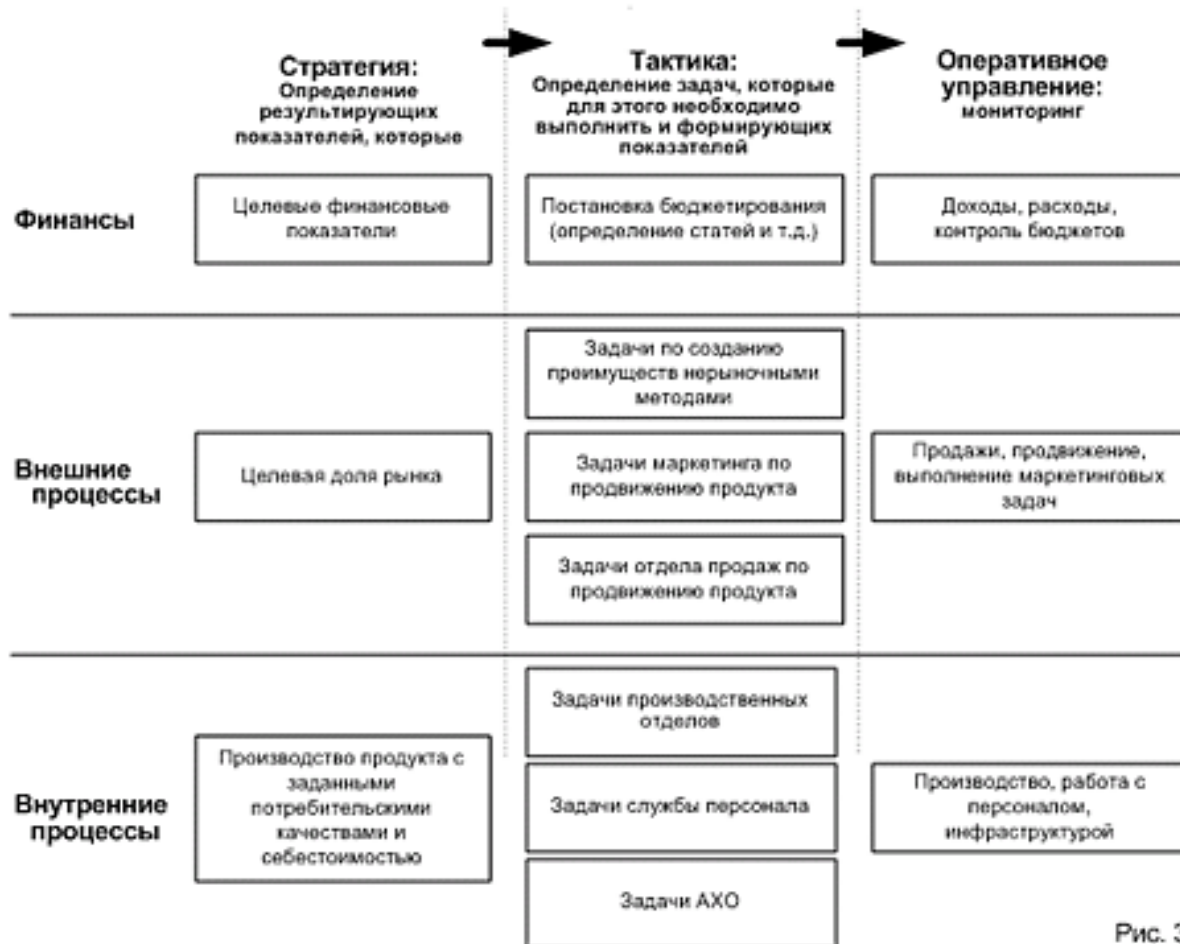 Стратегия:
Определение
результирующих
показателей, которые
Тактика:
Определение задач, которые
для этого необходимо
выполнить и формирующих
показателей
Оперативное
управление:
мониторинг
Финансы
Целевые финансовые
показатели
Постановка бюджетирования
(определение статей и т.д.)
Доходы, расходы,
контроль бюджетов
Внешние
процессы
Целевая доля рынка
Задачи по созданию
преимуществ нерыночными
методами
Задачи маркетинга по
продвижению продукта
Задачи отдела продаж по
продвижению продукта
Продажи, продвижение,
выполнение маркетинговых
задач
Внутренние
процессы
Производство продукта с
заданными
потребительскими
качествами и
себестоимостью
Задачи производственных
отделов
Задачи службы персонала
Задачи АХО
Производство, работа с
персоналом,
инфраструктурой
Рис. 3